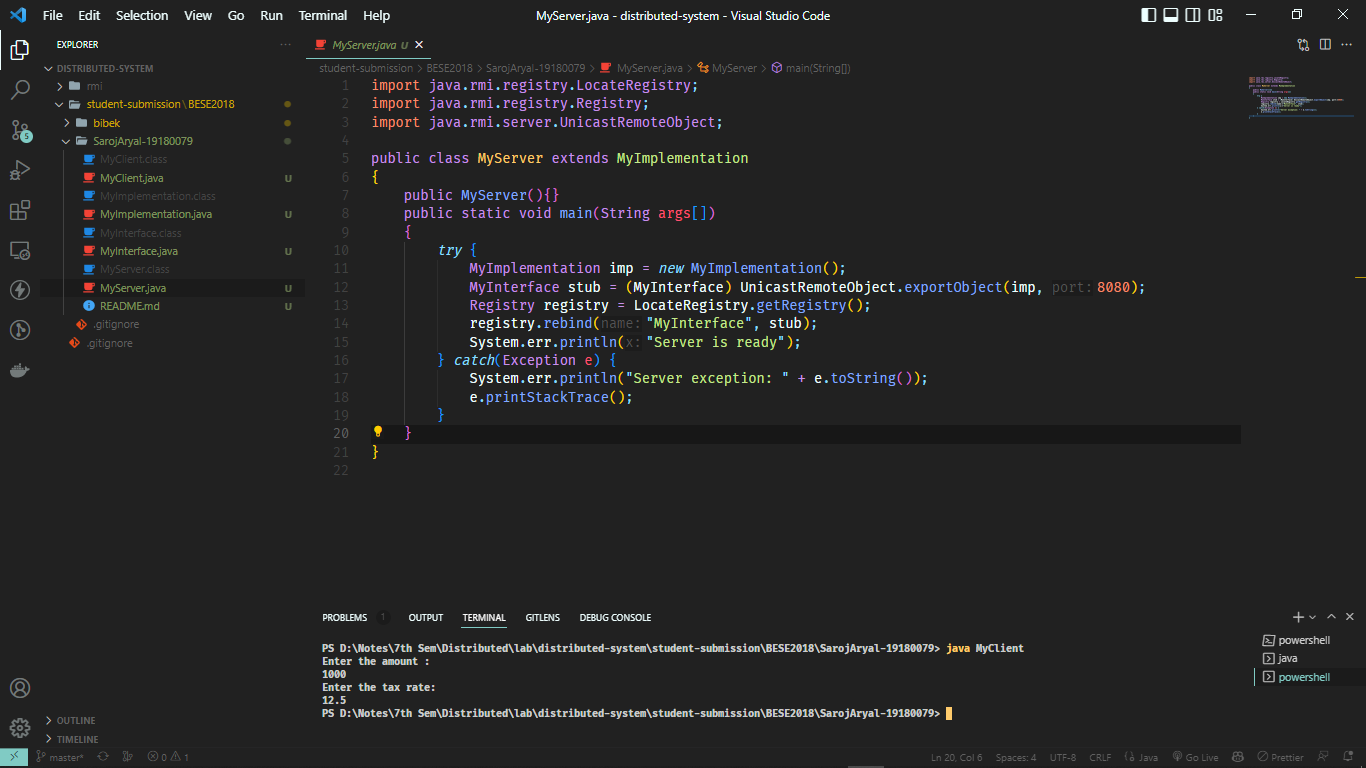 File Edit Selection View Go Run Terminal Help
MyServer.java - distributed-system - Visual Studio Code
EXPLORER
DISTRIBUTED-SYSTEM
rmi
student-submission\BESE2018
bibek
SarojAryal-19180079
MyClient.class
MyClient.java U
MyImplementation.class
MyImplementation.java U
MyInterface.class
MyInterface.java U
MyServer.class
MyServer.java U
README.md U
.gitignore
.gitignore
OUTLINE
TIMELINE
5
MyServer.java U
student-submission > BESE2018 > SarojAryal-19180079 > MyServer.java > MyServer > main(String[])
1 import java.rmi.registry.LocateRegistry;
2 import java.rmi.registry.Registry;
3 import java.rmi.server.UnicastRemoteObject;
4
5 public class MyServer extends MyImplementation
6 {
7 public MyServer(){}
8 public static void main(String args[])
9 {
10 try {
11 MyImplementation imp = new MyImplementation();
12 MyInterface stub = (MyInterface) UnicastRemoteObject.exportObject(imp, port: 8080);
13 Registry registry = LocateRegistry.getRegistry();
14 registry.rebind(name: "MyInterface", stub);
15 System.err.println(x: "Server is ready");
16 } catch(Exception e) {
17 System.err.println("Server exception: " + e.toString());
18 e.printStackTrace();
19 }
20 }
21 }
22
PROBLEMS 1 OUTPUT TERMINAL GITLENS DEBUG CONSOLE
PS D:\Notes\7th Sem\Distributed\lab\distributed-system\student-submission\BESE2018\SarojAryal-19180079> java MyClient
Enter the amount :
1000
Enter the tax rate:
12.5
PS D:\Notes\7th Sem\Distributed\lab\distributed-system\student-submission\BESE2018\SarojAryal-19180079>
powershell
java
powershell
master* 0 1 Ln 20, Col 6 Spaces: 4 UTF-8 CRLF Java Go Live Prettier